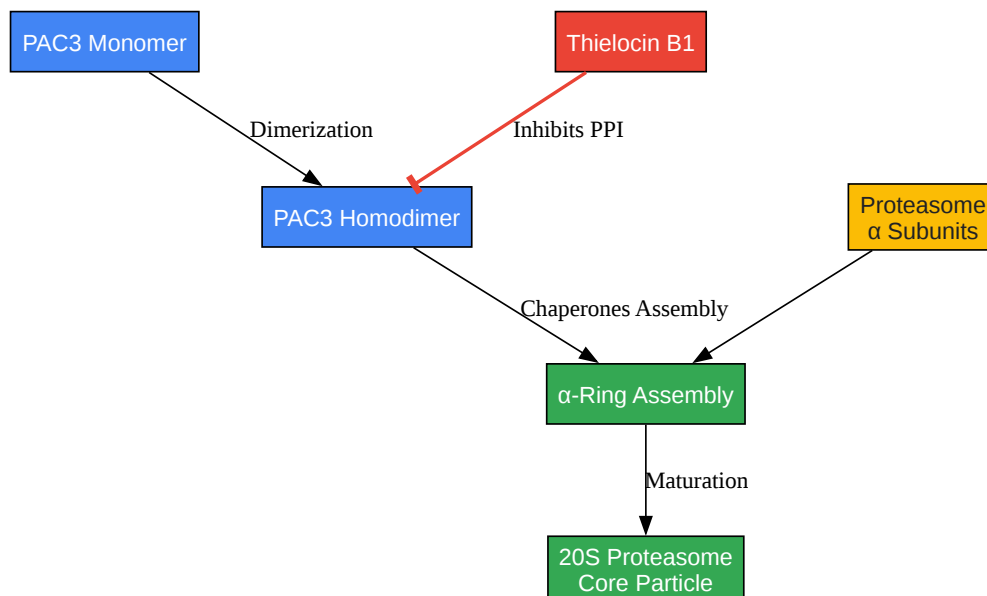 PAC3 Monomer
Thielocin B1
Dimerization
Inhibits PPI
PAC3 Homodimer
Proteasome
α Subunits
Chaperones Assembly
α-Ring Assembly
Maturation
20S Proteasome
Core Particle